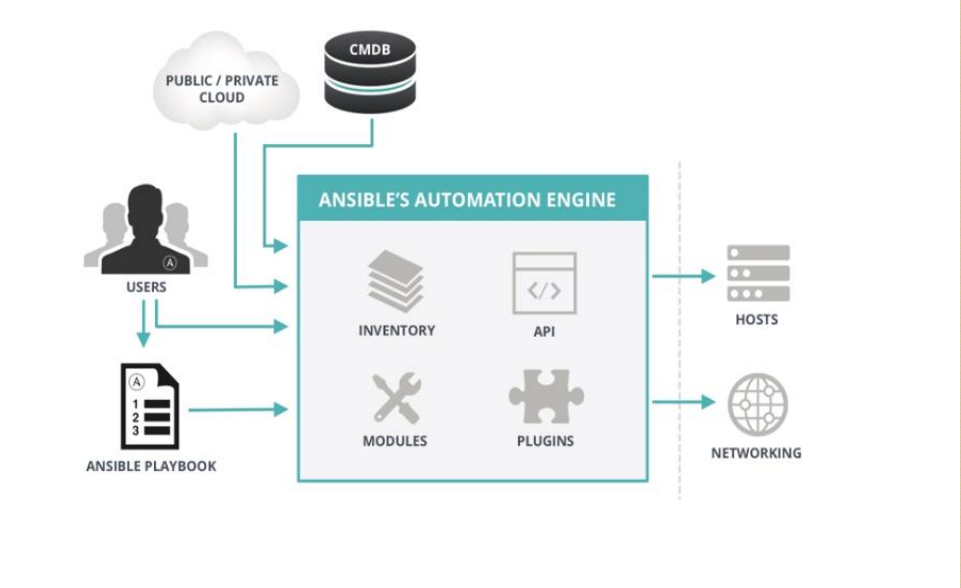 CMDB
PUBLIC / PRIVATE
CLOUD
ANSIBLE'S AUTOMATION ENGINE
A
USERS
INVENTORY
</>
API
HOSTS
A
1
2
3
MODULES
PLUGINS
NETWORKING
ANSIBLE PLAYBOOK